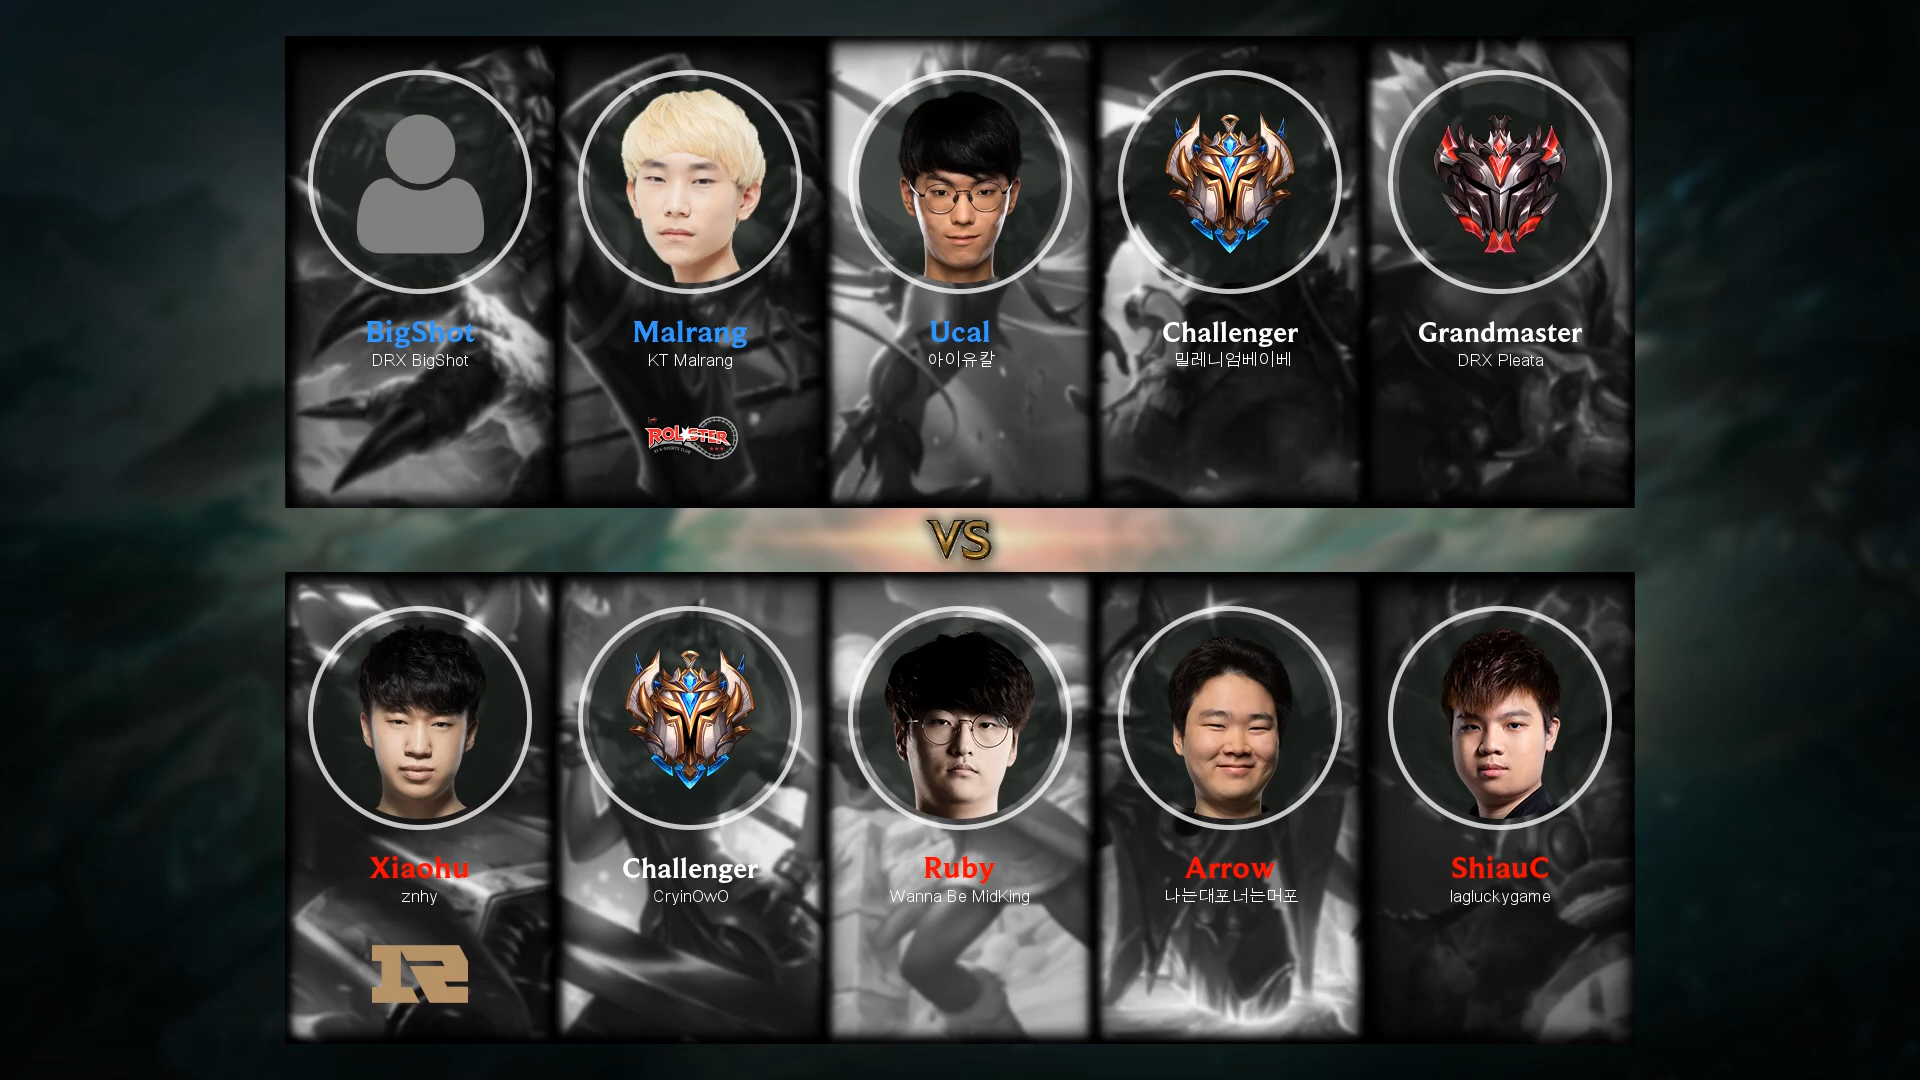 BigShot
DRX BigShot
Malrang
KT Malrang
ROLSTER
Ucal
아이유칼
Challenger
밀레니엄베이베
Grandmaster
DRX Pleata
VS
Xiaohu
znhy
R
Challenger
CryinOwO
Ruby
Wanna Be MidKing
Arrow
나는대포너는머포
ShiauC
lagluckygame